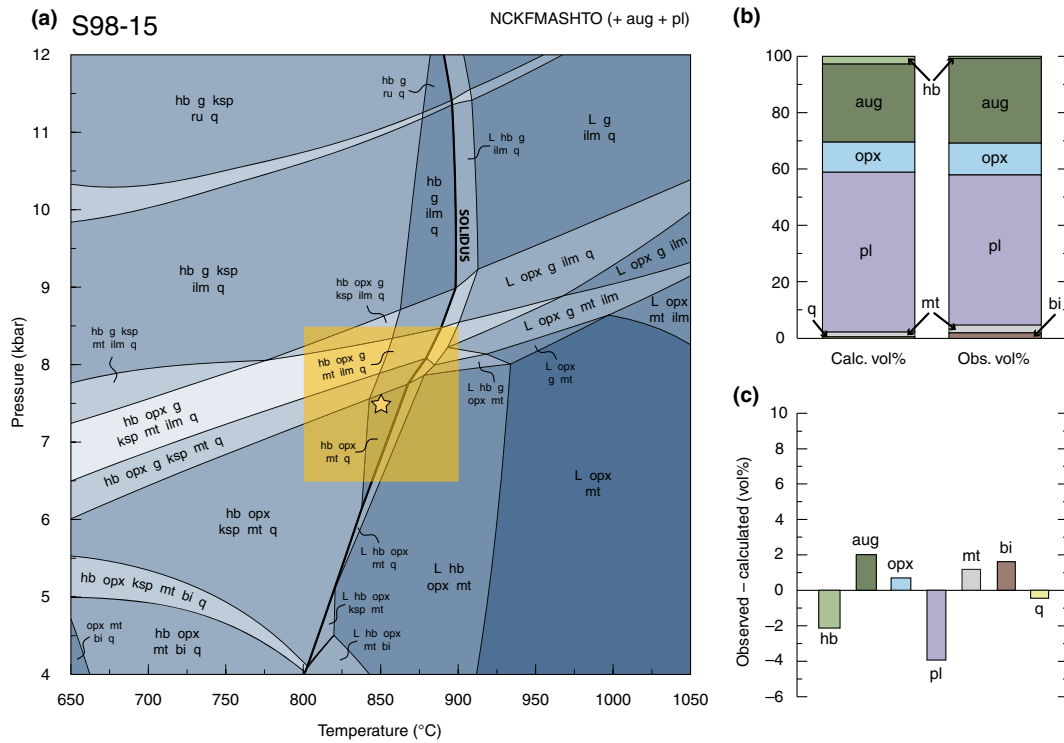 (a) S98-15
NCKFMASHTO (+ aug + pl)
Pressure (kbar)
12
11
10
9
8
7
6
5
4
650
700
750
800
850
900
950
1000
1050
Temperature (°C)
hb g ksp
ru q
hb g
ru q
L hb g
ilm q
L g
ilm q
hb
g
ilm
q
SOLIDUS
hb g ksp
ilm q
hb opx g
ksp ilm q
L opx g ilm q
L opx g ilm
L opx
mt ilm
L opx g mt ilm
hb g ksp
mt ilm q
hb opx g
mt ilm q
L opx
g mt
L hb g
opx mt
hb opx g
ksp mt ilm q
hb opx g ksp mt q
hb opx
mt q
L opx
mt
hb opx
ksp mt q
L hb opx
mt q
L hb
opx mt
hb opx ksp mt bi q
L hb opx
ksp mt
opx mt
bi q
hb opx
mt bi q
L hb opx
mt bi
(b)
100
80
60
40
20
0
hb
aug
aug
opx
opx
pl
pl
q
mt
bi
Calc. vol%
Obs. vol%
(c)
Observed – calculated (vol%)
10
8
6
4
2
0
–2
–4
–6
aug
opx
mt
bi
hb
pl
q